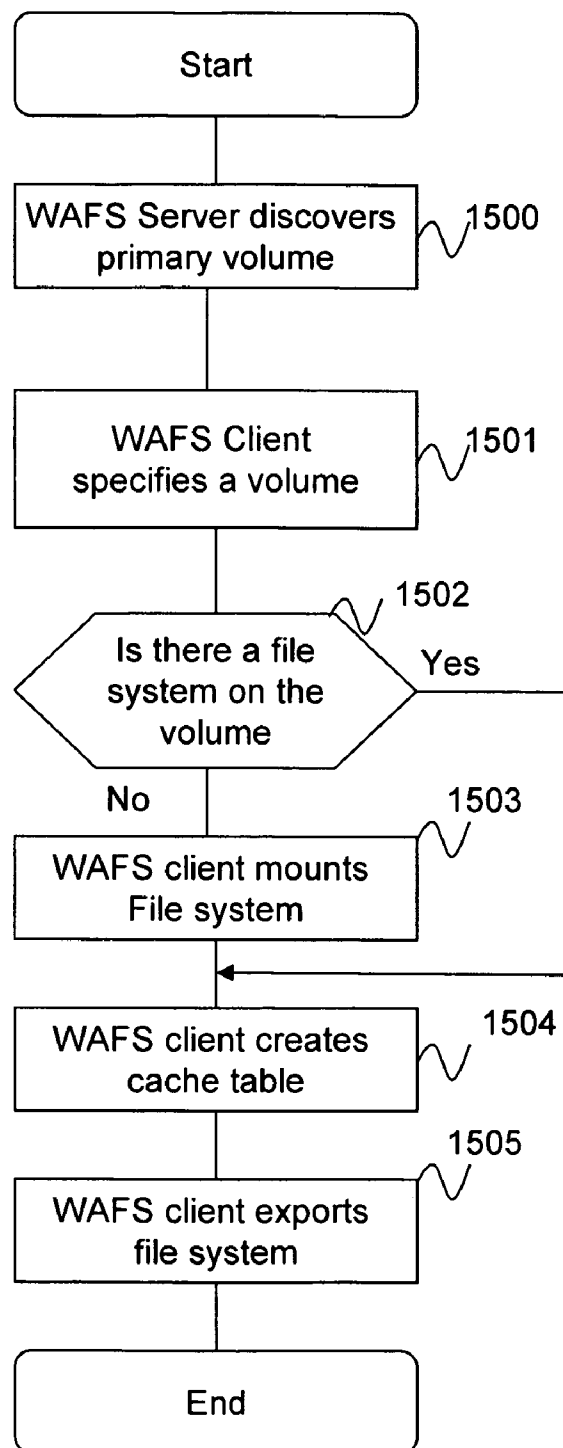 Start
WAFS Server discovers
primary volume
1500
WAFS Client
specifies a volume
1501
1502
Is there a file
system on the
volume
Yes
No
1503
WAFS client mounts
File system
1504
WAFS client creates
cache table
1505
WAFS client exports
file system
End